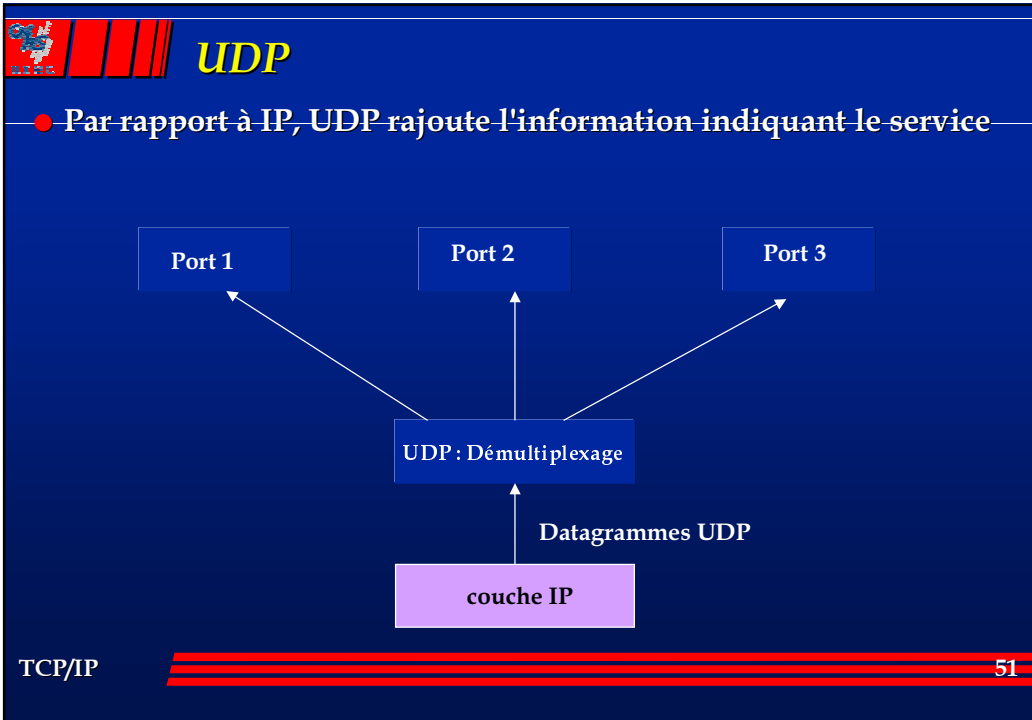 UDP
Par rapport à IP, UDP rajoute l'information indiquant le service
Port 1
Port 2
Port 3
UDP : Démultiplexage
Datagrammes UDP
couche IP
TCP/IP
51